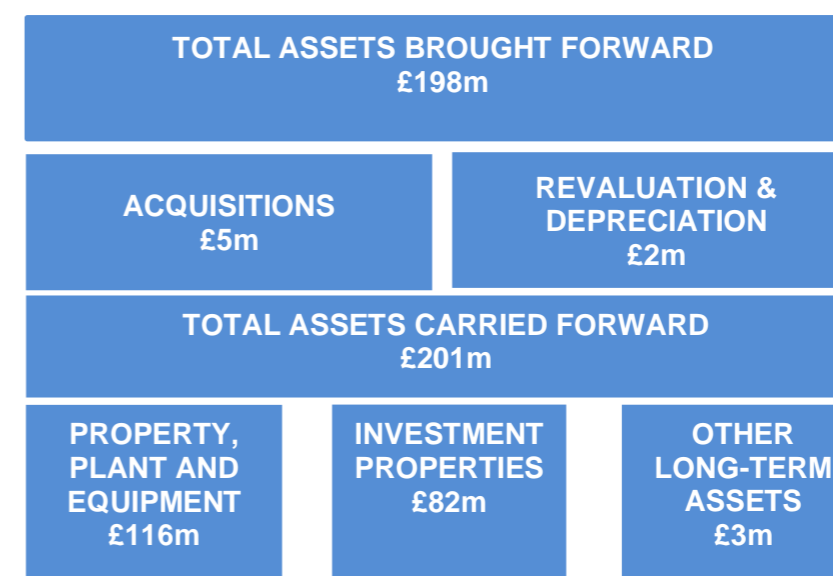 TOTAL ASSETS BROUGHT FORWARD
£198m
ACQUISITIONS
£5m
REVALUATION &
DEPRECIATION
£2m
TOTAL ASSETS CARRIED FORWARD
£201m
PROPERTY,
PLANT AND
EQUIPMENT
£116m
INVESTMENT
PROPERTIES
£82m
OTHER
LONG-TERM
ASSETS
£3m